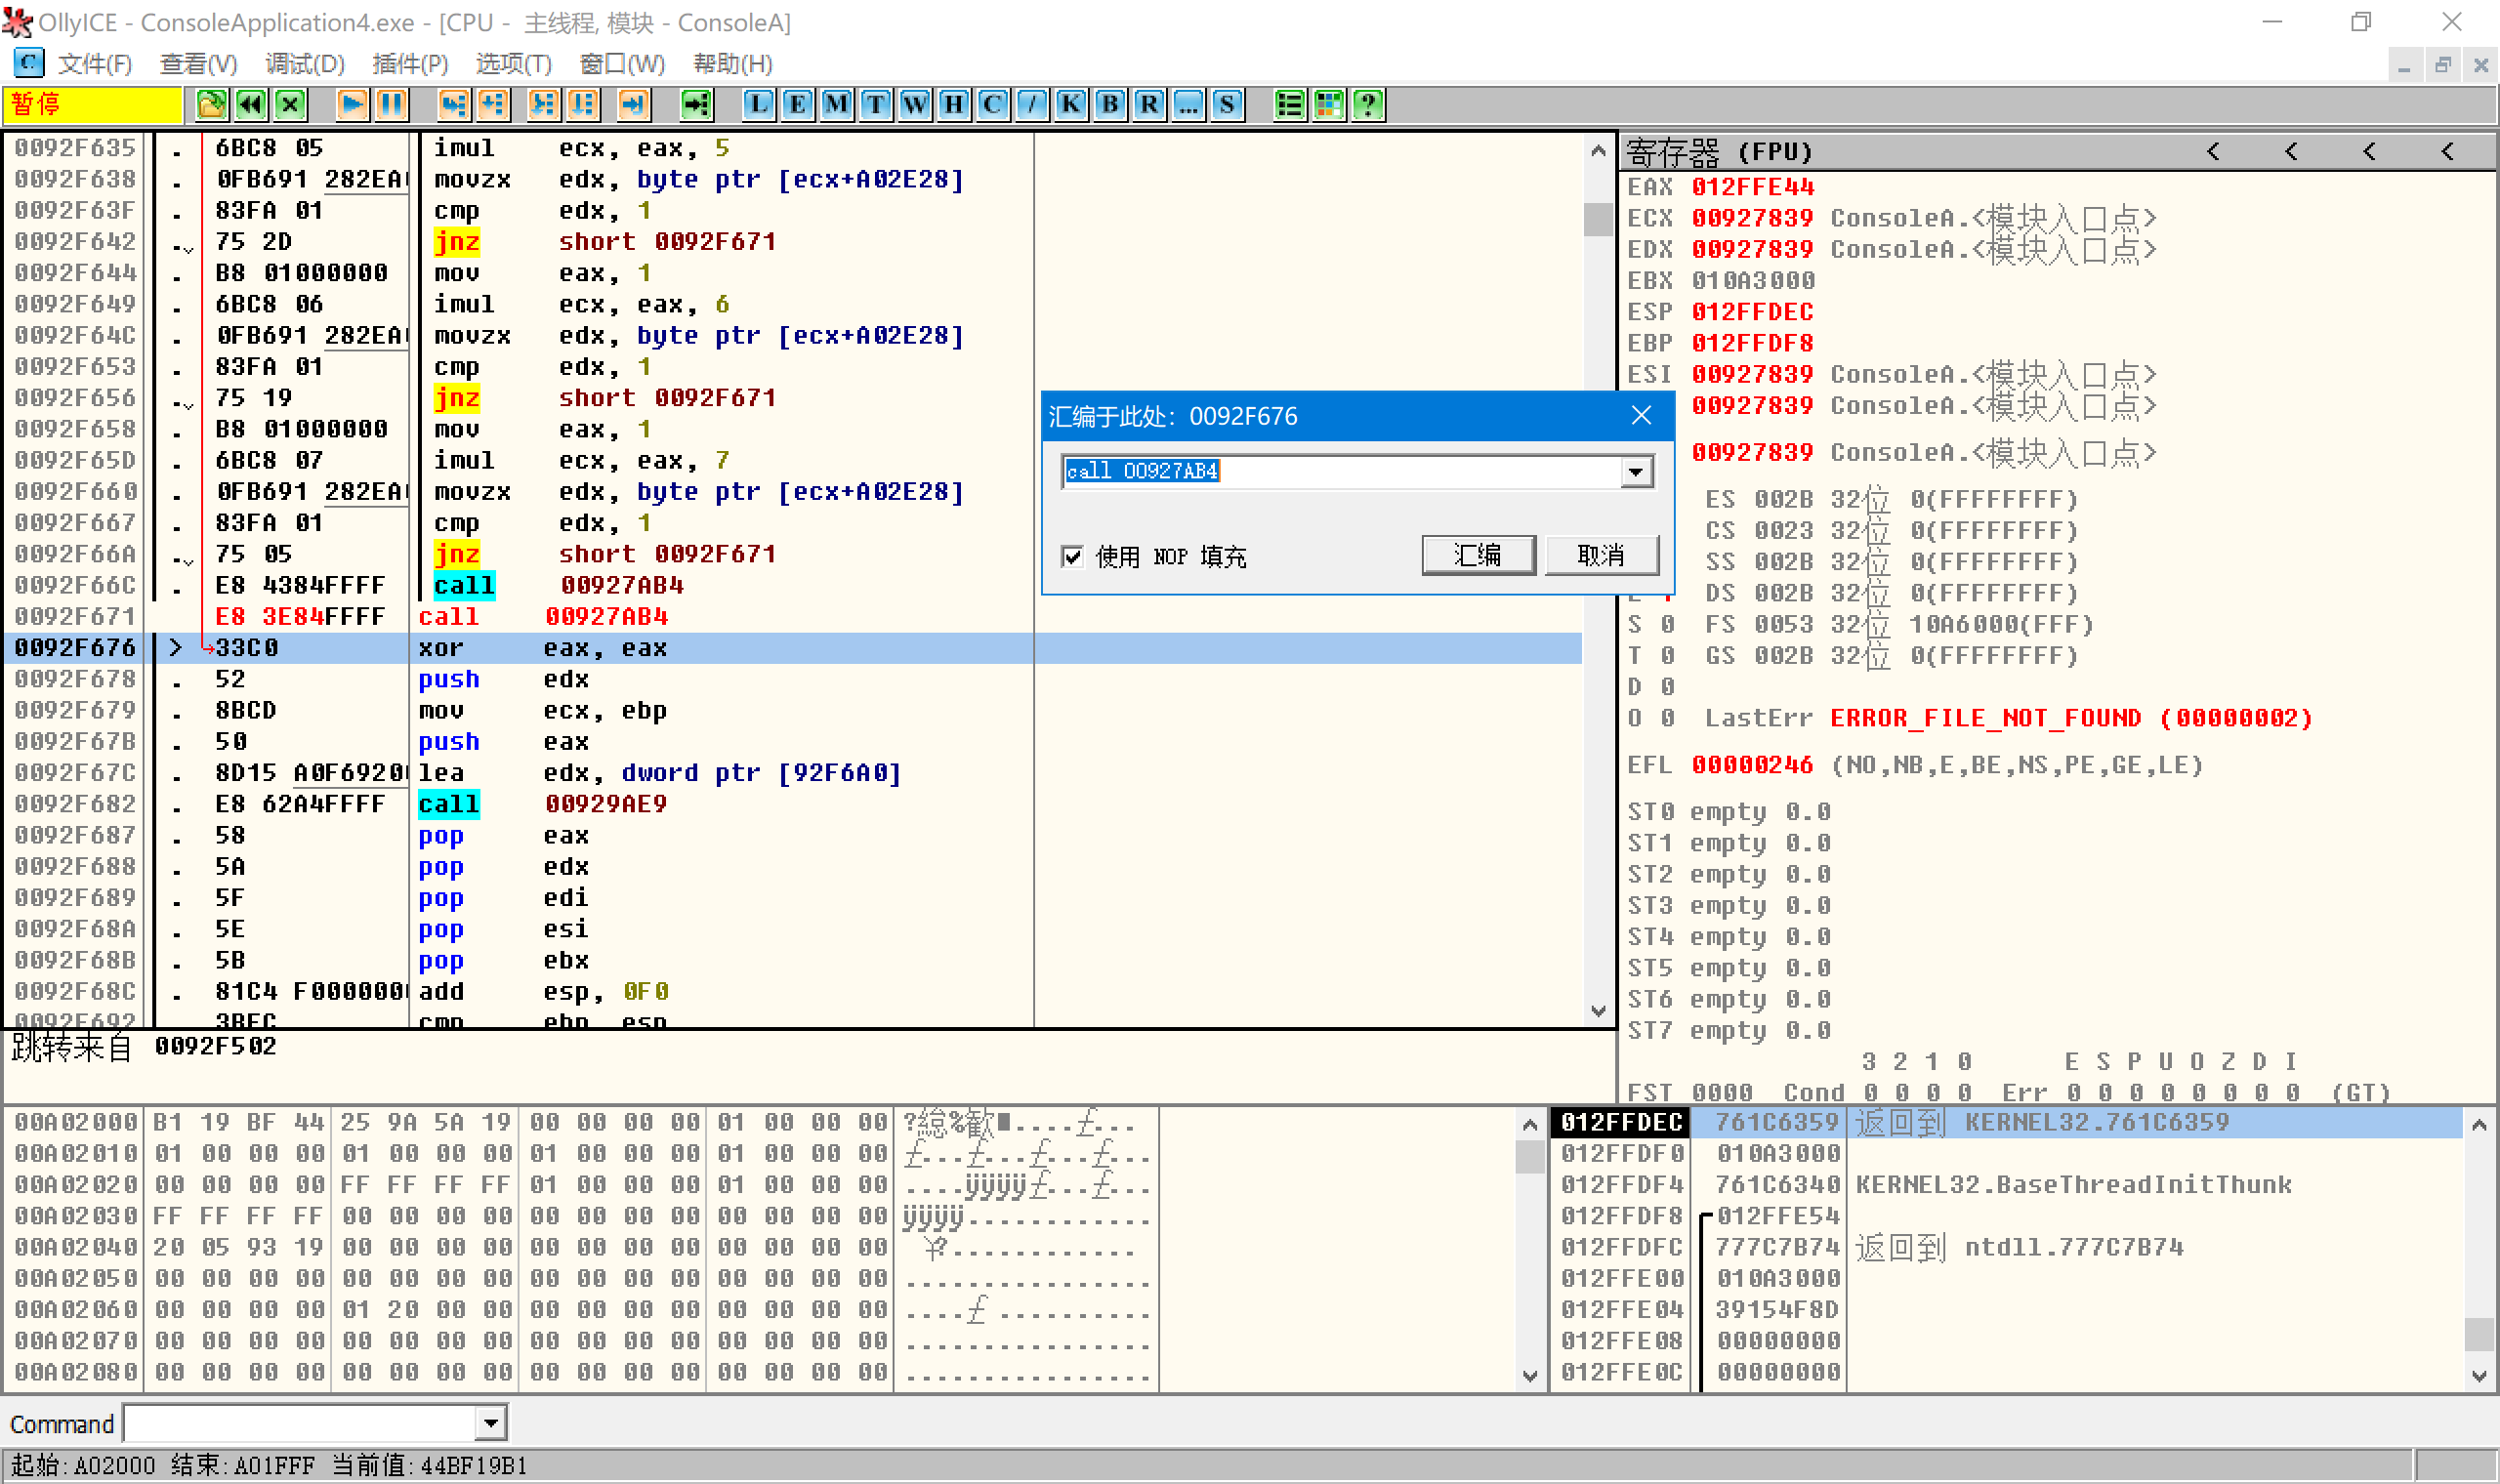 OllyICE - ConsoleApplication4.exe - [CPU - 主线程, 模块 - ConsoleA]
文件(F) 查看(V) 调试(D) 插件(P) 选项(T) 窗口(W) 帮助(H)
暂停 L E M T W H C / K B R ... S ?
0092F635 . 6BC8 05 imul ecx, eax, 5
0092F638 . 0FB691 282EA imul movzx edx, byte ptr [ecx+A02E28]
0092F63F . 83FA 01 cmp edx, 1
0092F642 . 75 2D jnz short 0092F671
0092F644 . B8 01000000 mov eax, 1
0092F649 . 6BC8 06 imul ecx, eax, 6
0092F64C . 0FB691 282EA movzx edx, byte ptr [ecx+A02E28]
0092F653 . 83FA 01 cmp edx, 1
0092F656 . 75 19 jnz short 0092F671
0092F658 . B8 01000000 mov eax, 1
0092F65D . 6BC8 07 imul ecx, eax, 7
0092F660 . 0FB691 282EA movzx edx, byte ptr [ecx+A02E28]
0092F667 . 83FA 01 cmp edx, 1
0092F66A . 75 05 jnz short 0092F671
0092F66C . E8 4384FFFF call 00927AB4
0092F671 E8 3E84FFFF call 00927AB4
0092F676 > 33C0 xor eax, eax
0092F678 . 52 push edx
0092F679 . 8BCD mov ecx, ebp
0092F67B . 50 push eax
0092F67C . 8D15 A0F6920 lea edx, dword ptr [92F6A0]
0092F682 . E8 62A4FFFF call 00929AE9
0092F687 . 58 pop eax
0092F688 . 5A pop edx
0092F689 . 5F pop edi
0092F68A . 5E pop esi
0092F68B . 5B pop ebx
0092F68C . 81C4 F000000 add esp, 0F0
0092F692 . 3BEC cmp ebp, esp
跳转来自 0092F502
汇编于此处: 0092F676
call 00927AB4
使用 NOP 填充 汇编 取消
寄存器 (FPU) < < < <
EAX 012FFE44
ECX 00927839 ConsoleA.<模块入口点>
EDX 00927839 ConsoleA.<模块入口点>
EBX 010A3000
ESP 012FFDEC
EBP 012FFDF8
ESI 00927839 ConsoleA.<模块入口点>
00927839 ConsoleA.<模块入口点>
00927839 ConsoleA.<模块入口点>
ES 002B 32位 0(FFFFFFFF)
CS 0023 32位 0(FFFFFFFF)
SS 002B 32位 0(FFFFFFFF)
DS 002B 32位 0(FFFFFFFF)
S 0 FS 0053 32位 10A6000(FFF)
T 0 GS 002B 32位 0(FFFFFFFF)
D 0
O 0 LastErr ERROR_FILE_NOT_FOUND (00000002)
EFL 00000246 (NO,NB,E,BE,NS,PE,GE,LE)
ST0 empty 0.0
ST1 empty 0.0
ST2 empty 0.0
ST3 empty 0.0
ST4 empty 0.0
ST5 empty 0.0
ST6 empty 0.0
ST7 empty 0.0
3 2 1 0 E S P U O Z D I
FST 0000 Cond 0 0 0 0 Err 0 0 0 0 0 0 0 0 (GT)
00A02000 B1 19 BF 44 25 9A 5A 19 00 00 00 00 01 00 00 00
00A02010 01 00 00 00 01 00 00 00 01 00 00 00 01 00 00 00
00A02020 00 00 00 00 FF FF FF FF 01 00 00 00 01 00 00 00
00A02030 FF FF FF FF 00 00 00 00 00 00 00 00 00 00 00 00
00A02040 20 05 93 19 00 00 00 00 00 00 00 00 00 00 00 00
00A02050 00 00 00 00 00 00 00 00 00 00 00 00 00 00 00 00
00A02060 00 00 00 00 01 20 00 00 00 00 00 00 00 00 00 00
00A02070 00 00 00 00 00 00 00 00 00 00 00 00 00 00 00 00
00A02080 00 00 00 00 00 00 00 00 00 00 00 00 00 00 00 00
012FFDEC 761C6359 返回到 KERNEL32.761C6359
012FFDF0 010A3000
012FFDF4 761C6340 KERNEL32.BaseThreadInitThunk
012FFDF8 012FFE54
012FFDFC 777C7B74 返回到 ntdll.777C7B74
012FFE00 010A3000
012FFE04 39154F8D
012FFE08 00000000
012FFE0C 00000000
Command
起始:A02000 结束:A01FFF 当前值:44BF19B1